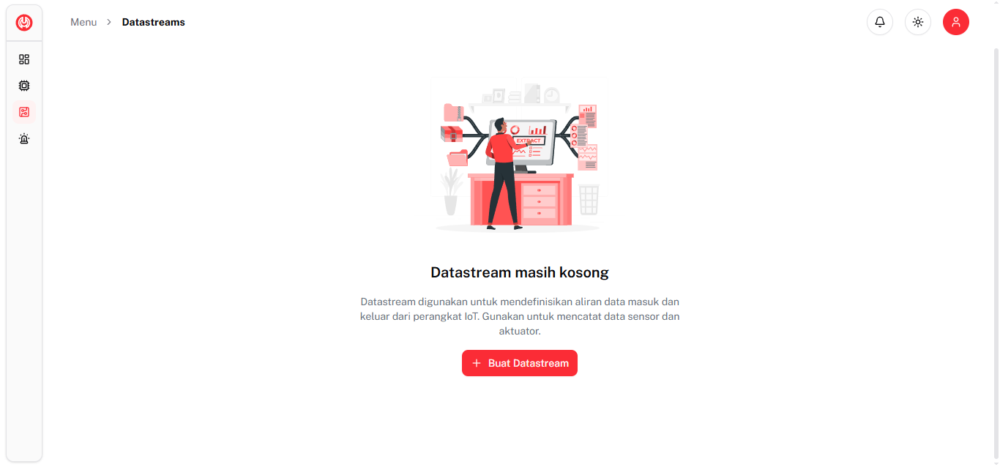 Menu > Datastreams
EXTRACT
Datastream masih kosong
Datastream digunakan untuk mendefinisikan aliran data masuk dan
keluar dari perangkat IoT. Gunakan untuk mencatat data sensor dan
aktuator.
+ Buat Datastream